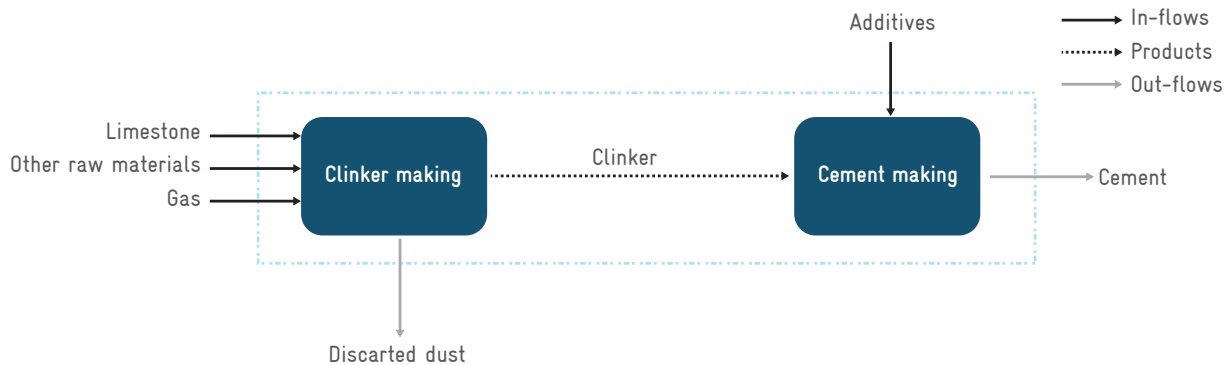 Additives
In-flows
Products
Out-flows
Limestone
Other raw materials
Gas
Clinker making
Clinker
Cement making
Cement
Discarted dust